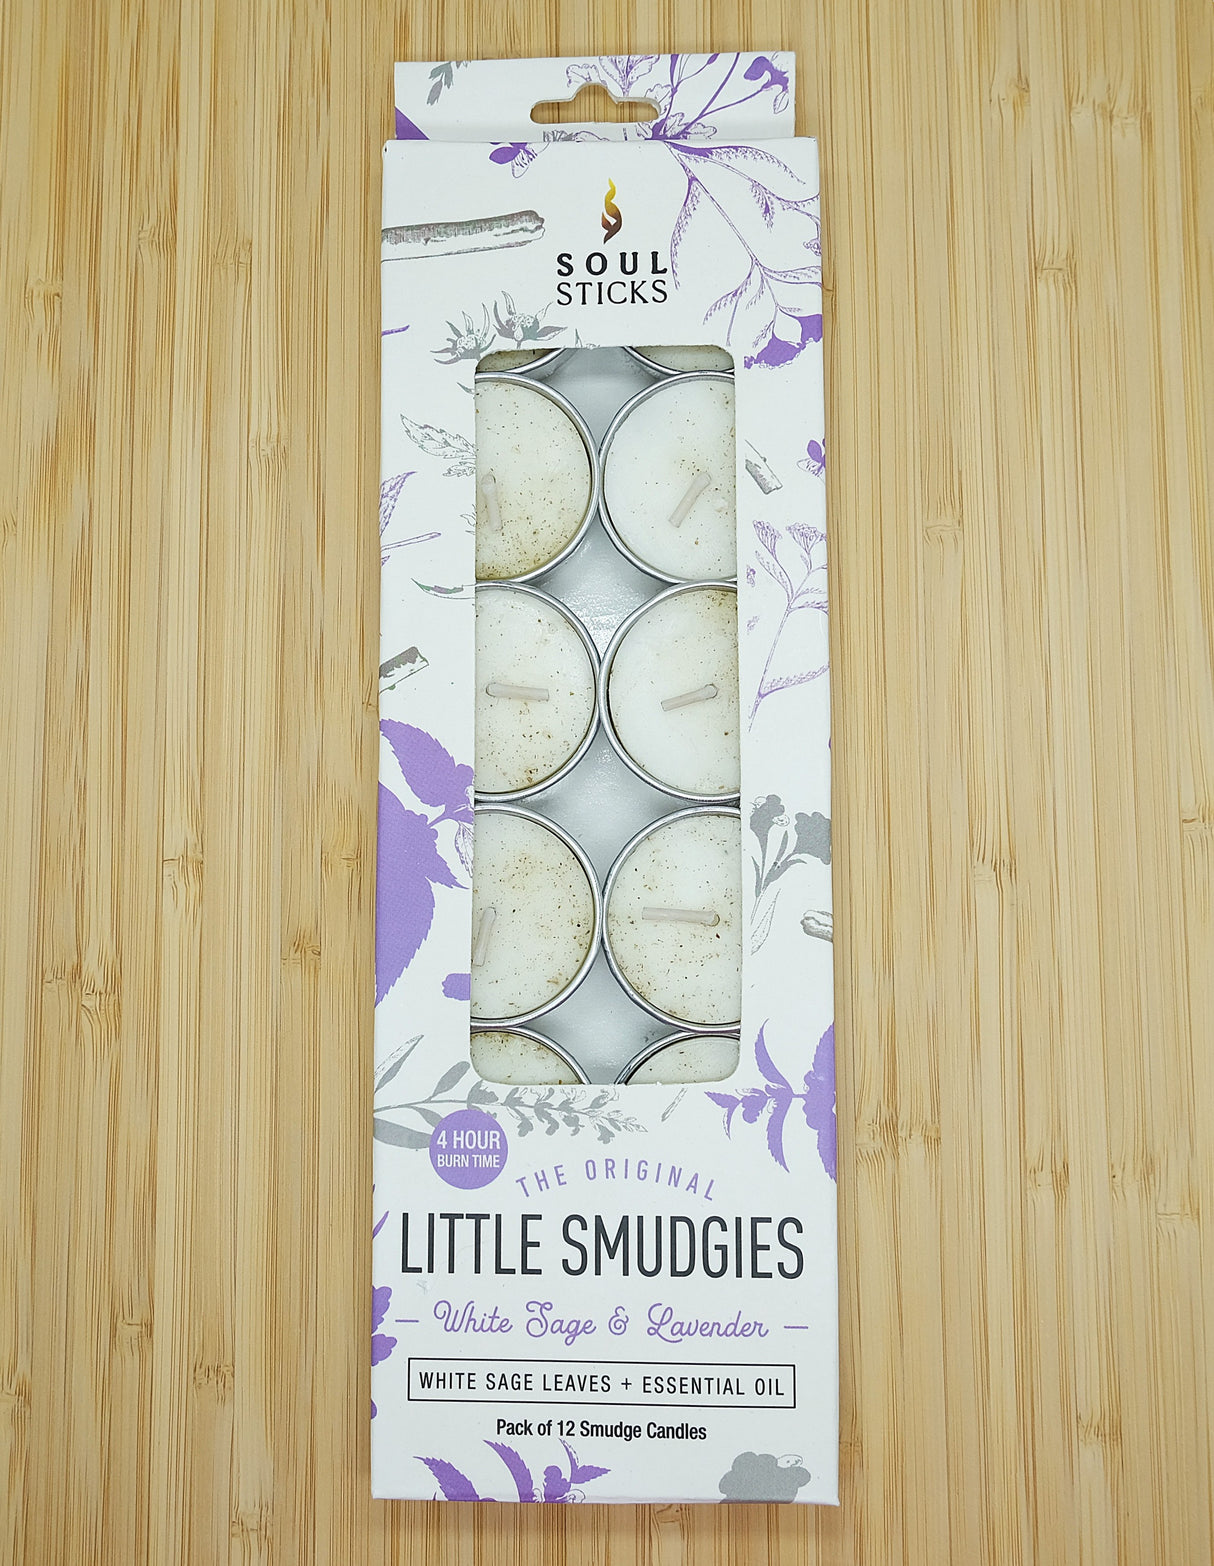 SOUL
STICKS
4 HOUR
BURN TIME
THE ORIGINAL
LITTLE SMUDGIES
— White Sage & Lavender —
WHITE SAGE LEAVES + ESSENTIAL OIL
Pack of 12 Smudge Candles